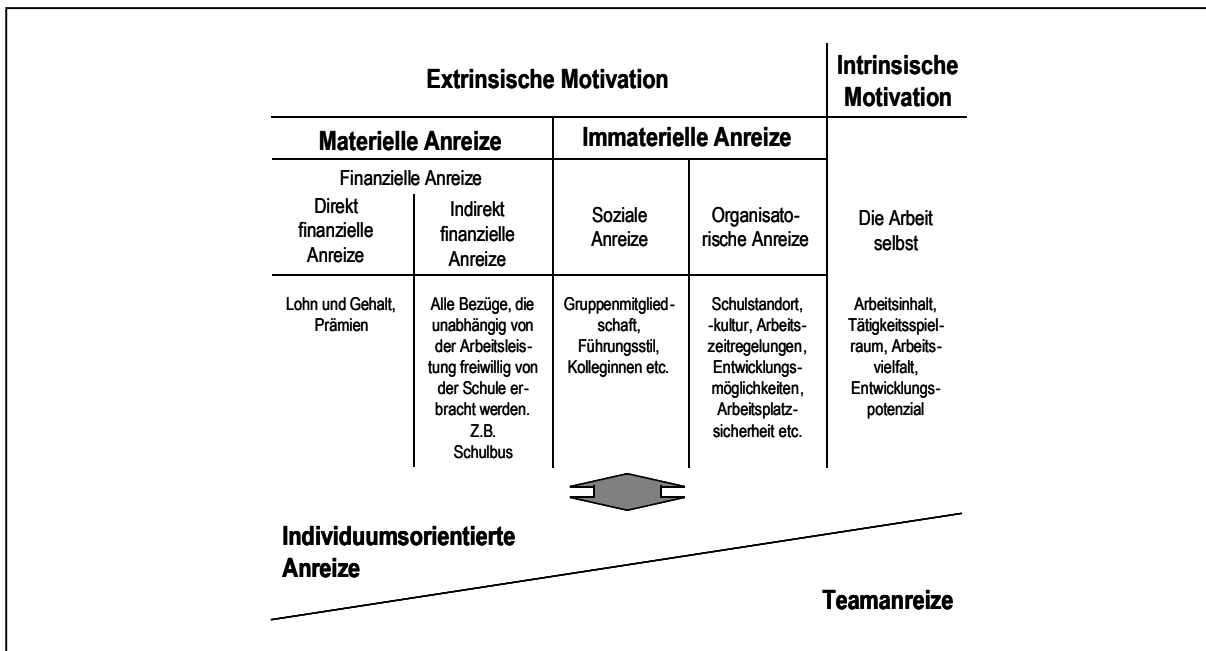 Extrinsische Motivation
Intrinsische
Motivation
Materielle Anreize
Immaterielle Anreize
Finanzielle Anreize
Direkt
finanzielle
Anreize
Indirekt
finanzielle
Anreize
Soziale
Anreize
Organisato-
rische Anreize
Die Arbeit
selbst
Lohn und Gehalt,
Prämien
Alle Bezüge, die
unabhängig von
der Arbeitsleis-
tung freiwillig von
der Schule er-
bracht werden.
Z.B.
Schulbus
Gruppenmitglied-
schaft,
Führungsstil,
Kolleginnen etc.
Schulstandort,
-kultur, Arbeits-
zeitregelungen,
Entwicklungs-
möglichkeiten,
Arbeitsplatz-
sicherheit etc.
Arbeitsinhalt,
Tätigkeitsspiel-
raum, Arbeits-
vielfalt,
Entwicklungs-
potenzial
Individuumsorientierte
Anreize
Teamanreize